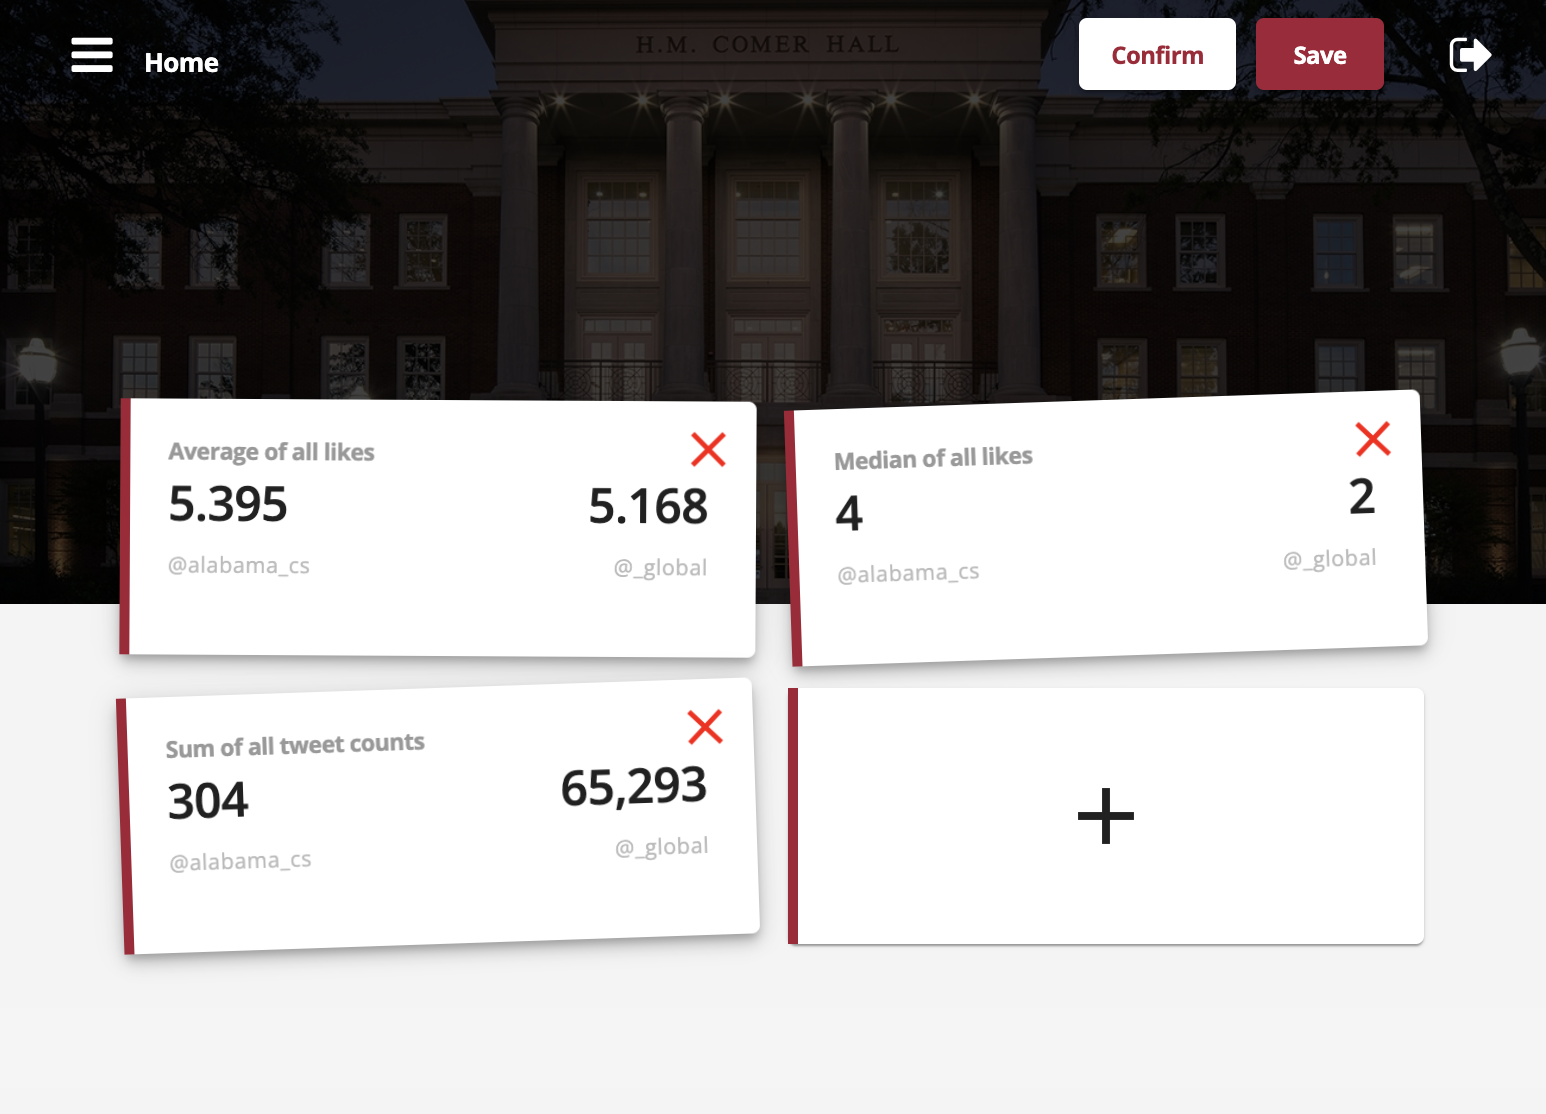 H.M. COMER HALL
Home
Confirm
Save
Average of all likes
5.395
5.168
@alabama_cs
@_global
Median of all likes
4
2
@alabama_cs
@_global
Sum of all tweet counts
304
65,293
@alabama_cs
@_global